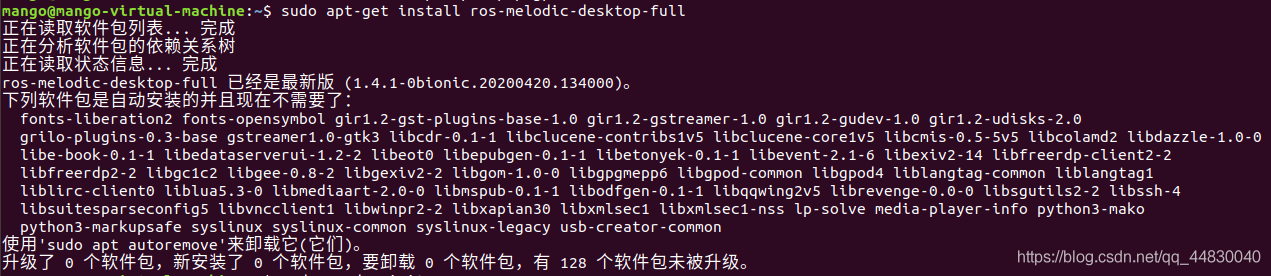 mango@mango-virtual-machine:~$ sudo apt-get install ros-melodic-desktop-full
正在读取软件包列表... 完成
正在分析软件包的依赖关系树
正在读取状态信息... 完成
ros-melodic-desktop-full 已经是最新版 (1.4.1-0bionic.20200420.134000)。
下列软件包是自动安装的并且现在不需要了：
fonts-liberation2 fonts-opensymbol gir1.2-gst-plugins-base-1.0 gir1.2-gstreamer-1.0 gir1.2-gudev-1.0 gir1.2-udisks-2.0
grilo-plugins-0.3-base gstreamer1.0-gtk3 libcdr-0.1-1 libclucene-contribs1v5 libclucene-core1v5 libcmis-0.5-5v5 libcolamd2 libdazzle-1.0-0
libe-book-0.1-1 libedataserverui-1.2-2 libeot0 libepubgen-0.1-1 libetonyek-0.1-1 libevent-2.1-6 libexiv2-14 libfreerdp-client2-2
libfreerdp2-2 libgc1c2 libgee-0.8-2 libgexiv2-2 libgom-1.0-0 libgpgmepp6 libgpod-common libgpod4 liblangtag-common liblangtag1
liblirc-client0 liblua5.3-0 libmediaart-2.0-0 libmspub-0.1-1 libodfgen-0.1-1 libqqwing2v5 librevenge-0.0-0 libsgutils2-2 libssh-4
libsuitesparseconfig5 libvncclient1 libwinpr2-2 libxapian30 libxmlsec1 libxmlsec1-nss lp-solve media-player-info python3-mako
python3-markupsafe syslinux syslinux-common syslinux-legacy usb-creator-common
使用'sudo apt autoremove'来卸载它(它们)。
升级了 0 个软件包，新安装了 0 个软件包，要卸载 0 个软件包，有 128 个软件包未被升级。
https://blog.csdn.net/qq_44830040